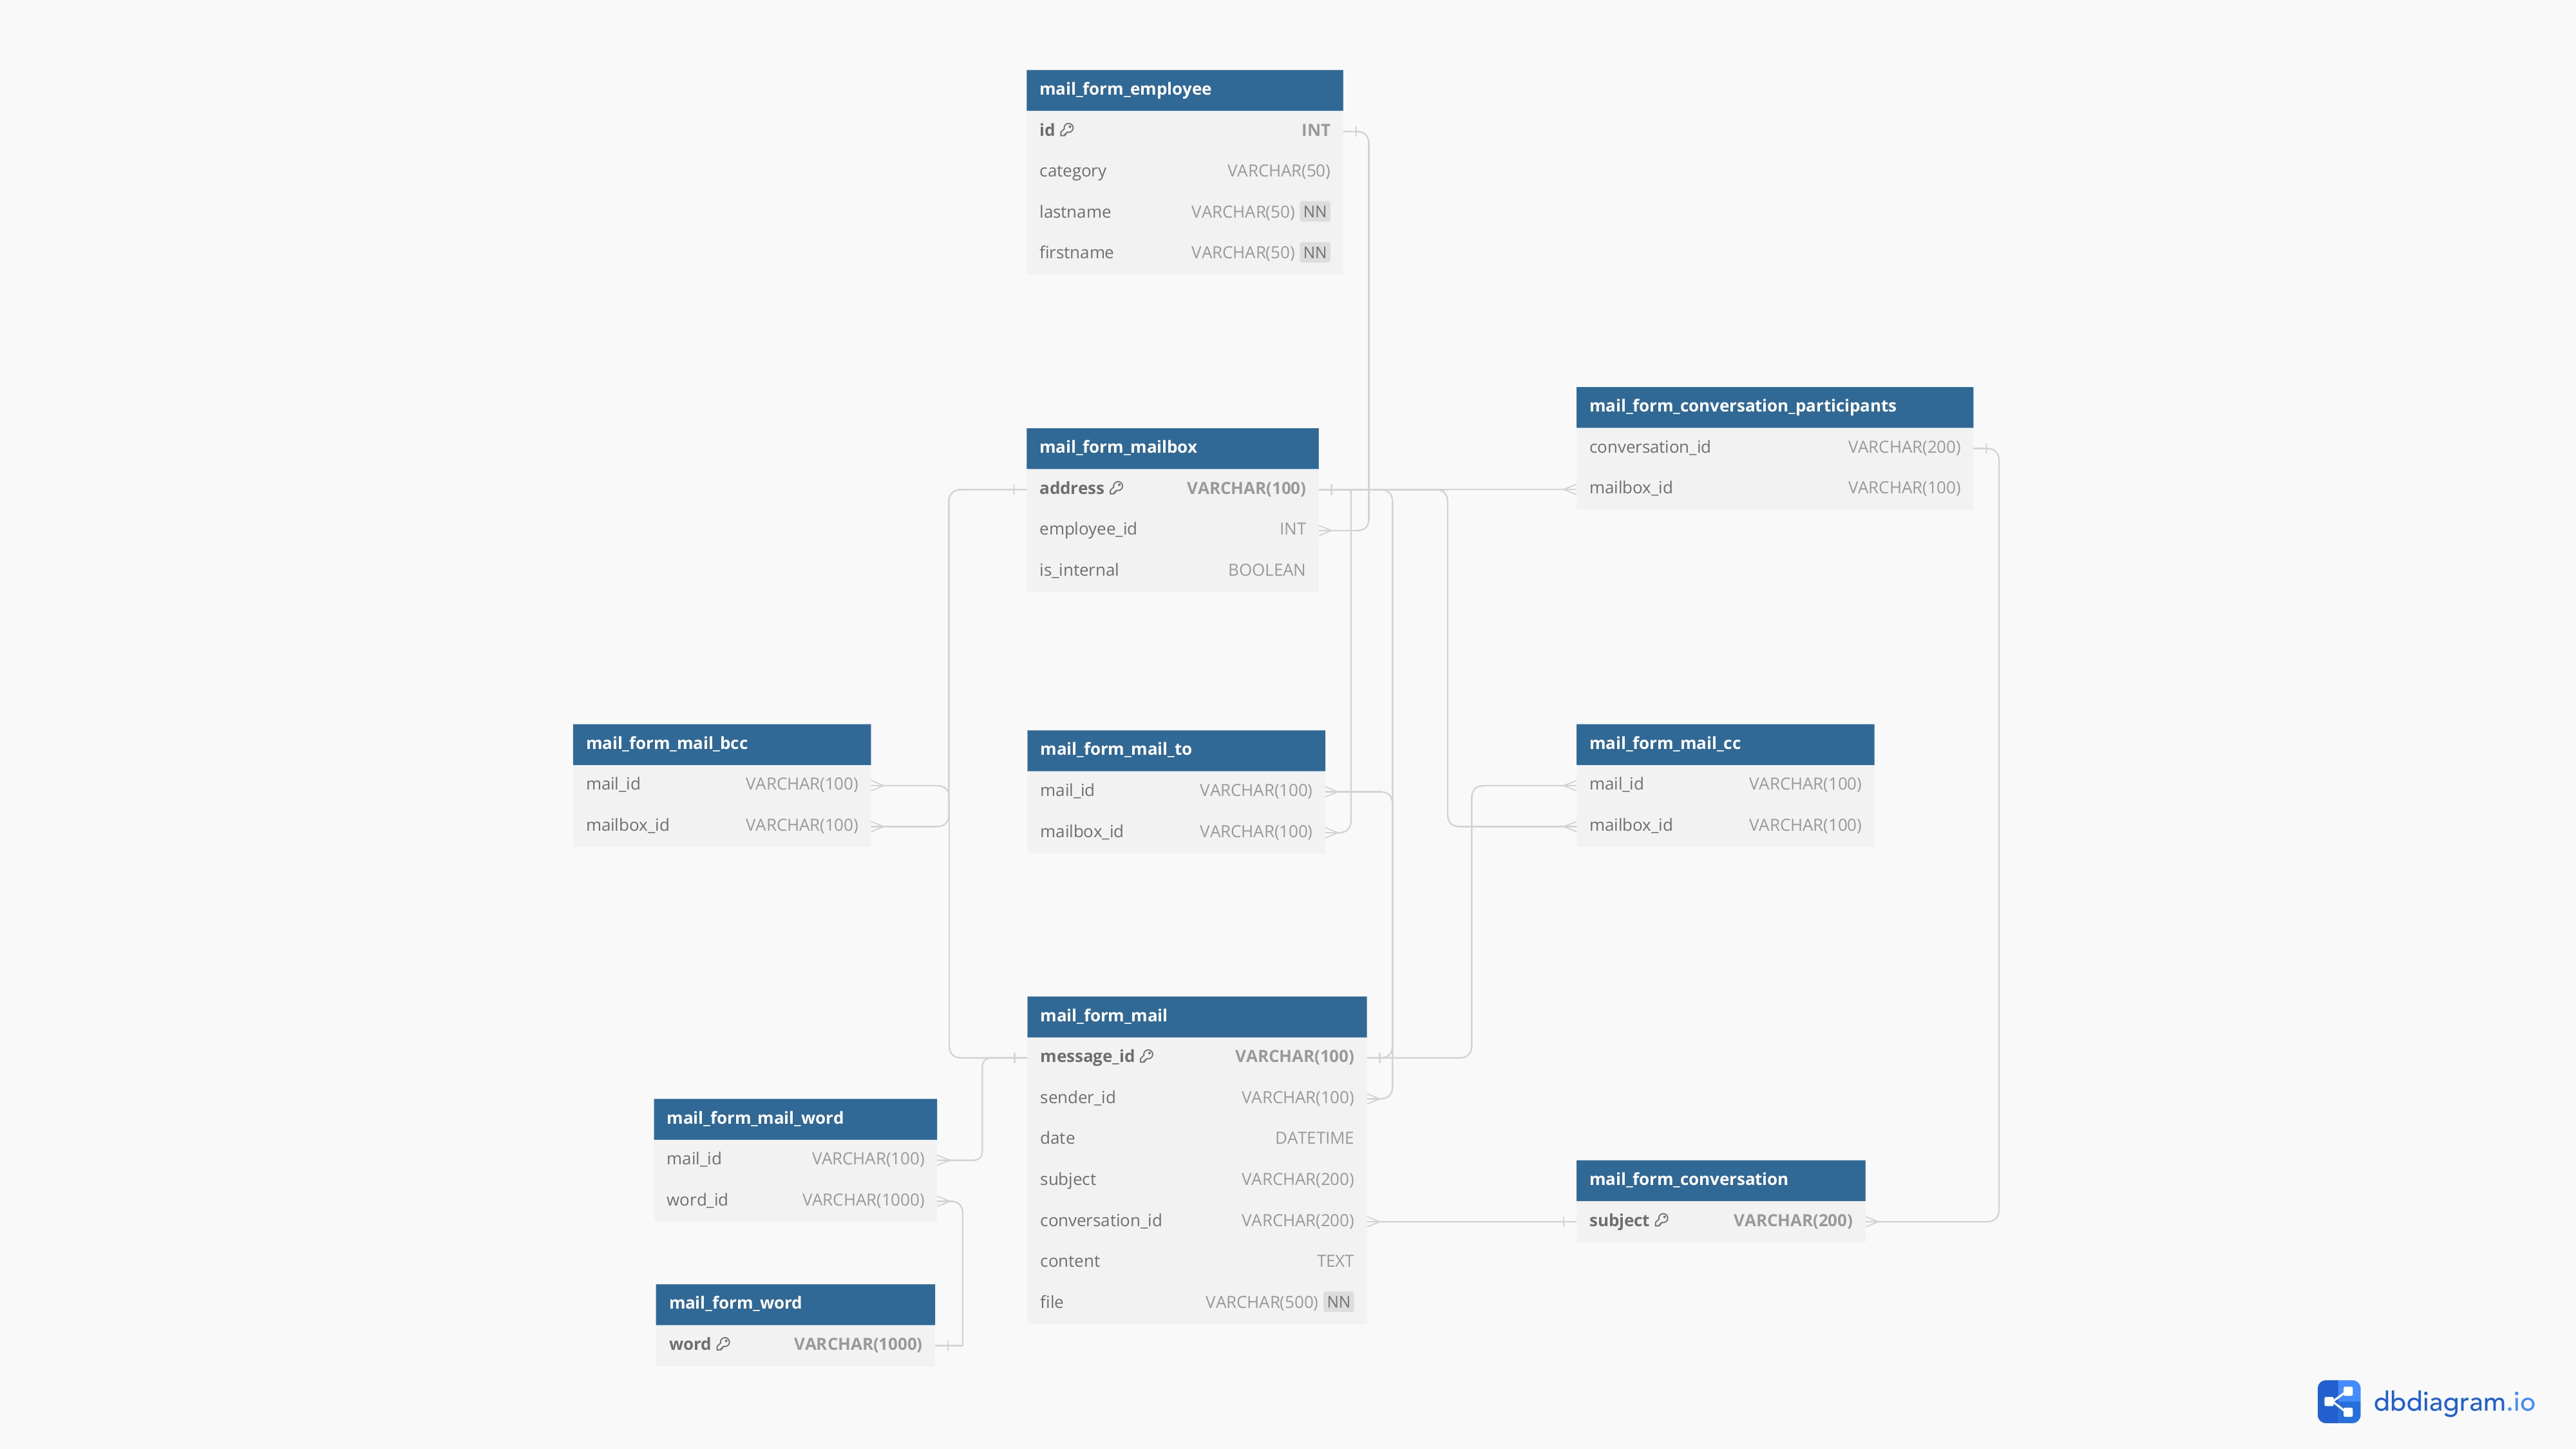 mail_form_employee
id INT
category VARCHAR(50)
lastname VARCHAR(50) NN
firstname VARCHAR(50) NN
mail_form_conversation_participants
conversation_id VARCHAR(200)
mailbox_id VARCHAR(100)
mail_form_mailbox
address VARCHAR(100)
employee_id INT
is_internal BOOLEAN
mail_form_mail_bcc
mail_id VARCHAR(100)
mailbox_id VARCHAR(100)
mail_form_mail_to
mail_id VARCHAR(100)
mailbox_id VARCHAR(100)
mail_form_mail_cc
mail_id VARCHAR(100)
mailbox_id VARCHAR(100)
mail_form_mail
message_id VARCHAR(100)
sender_id VARCHAR(100)
date DATETIME
subject VARCHAR(200)
conversation_id VARCHAR(200)
content TEXT
file VARCHAR(500) NN
mail_form_mail_word
mail_id VARCHAR(100)
word_id VARCHAR(1000)
mail_form_conversation
subject VARCHAR(200)
mail_form_word
word VARCHAR(1000)
dbdiagram.io